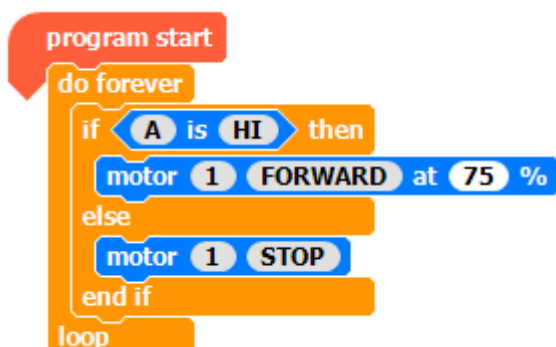 program start
do forever
if A is HI then
motor 1 FORWARD at 75 %
else
motor 1 STOP
end if
loop